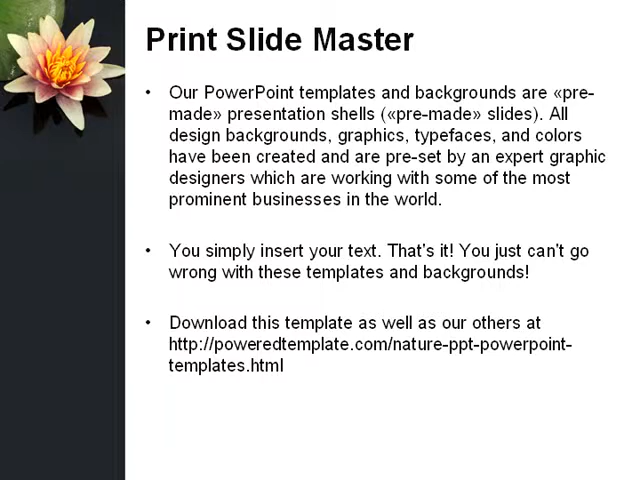 Print Slide Master
• Our PowerPoint templates and backgrounds are «pre-
made» presentation shells («pre-made» slides). All
design backgrounds, graphics, typefaces, and colors
have been created and are pre-set by an expert graphic
designers which are working with some of the most
prominent businesses in the world.
• You simply insert your text. That's it! You just can't go
wrong with these templates and backgrounds!
• Download this template as well as our others at
http://poweredtemplate.com/nature-ppt-powerpoint-
templates.html